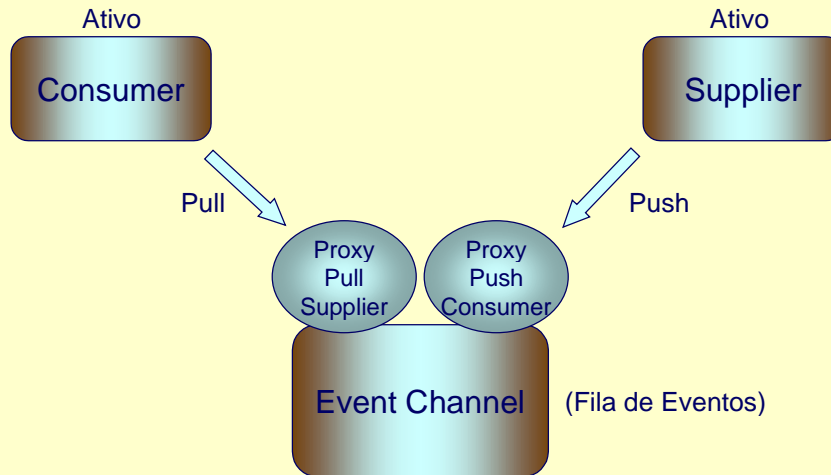 Ativo
Consumer
Ativo
Supplier
Pull
Push
Proxy
Pull
Supplier
Proxy
Push
Consumer
Event Channel
(Fila de Eventos)